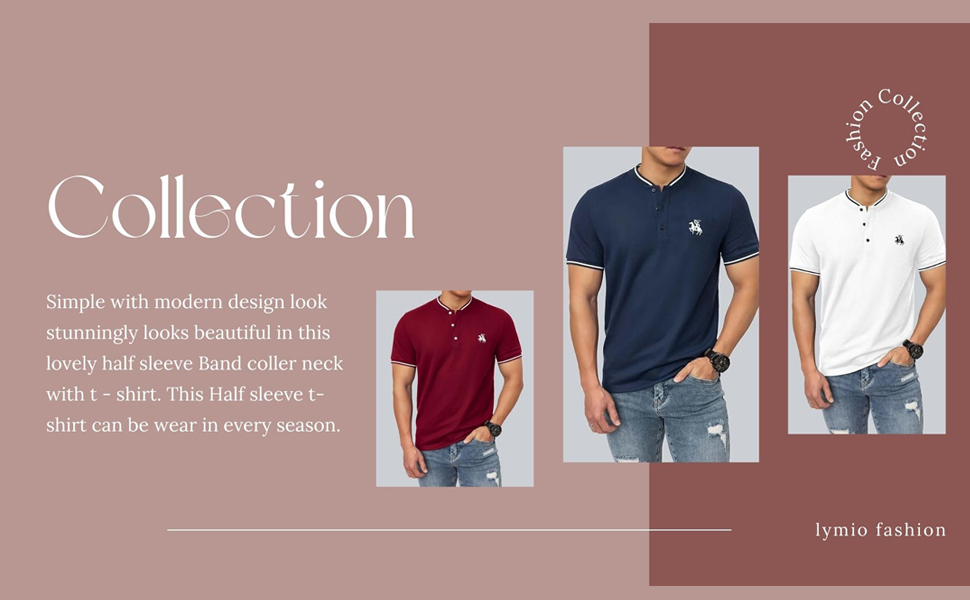 Fashion Collection
Collection
Simple with modern design look
stunningly looks beautiful in this
lovely half sleeve Band coller neck
with t - shirt. This Half sleeve t-
shirt can be wear in every season.
lymio fashion